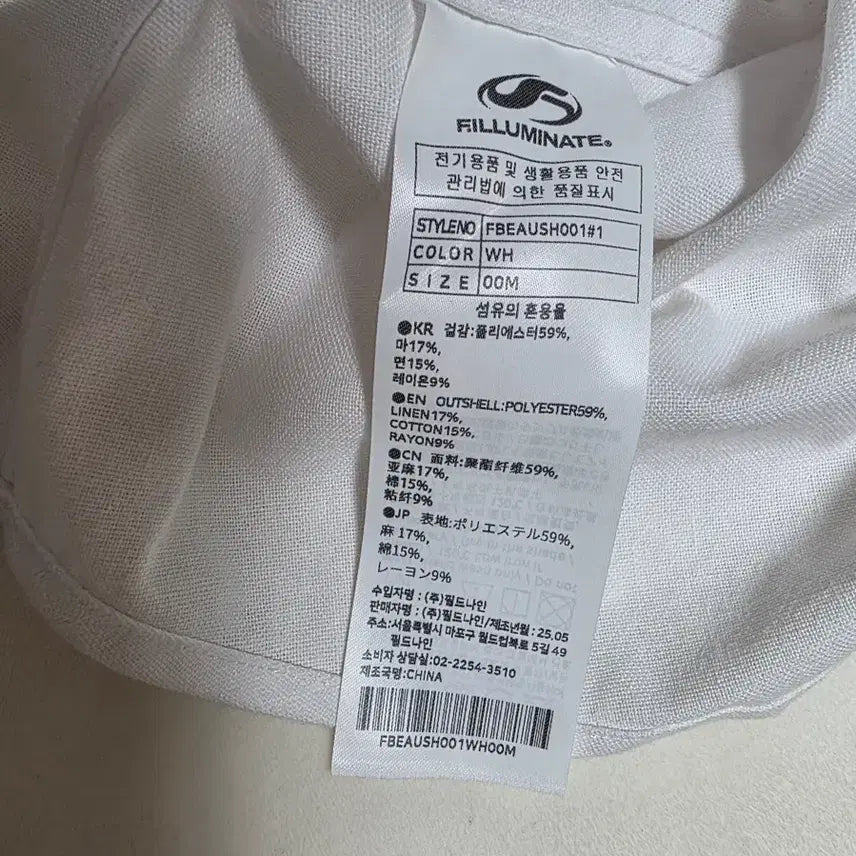 FILLUMINATE®
전기용품 및 생활용품 안전
관리법에 의한 품질표시
STYLENO FBEAUSH001#1
COLOR WH
SIZE 00M
섬유의 혼용율
●KR 겉감:폴리에스터59%,
마17%,
면15%,
레이온9%
●EN OUTSHELL:POLYESTER59%,
LINEN17%,
COTTON15%,
RAYON9%
●CN 面料:聚酯纤维59%,
亚麻17%,
棉15%,
粘纤9%
●JP 表地:ポリエステル59%,
麻17%,
綿15%,
レーヨン9%
수입자명 : (주)필드나인
판매자명 : (주)필드나인/제조년월 : 25.05
주소:서울특별시 마포구 월드컵북로 5길 49
필드나인
소비자 상담실:02-2254-3510
제조국명:CHINA
FBEAUSH001WH00M